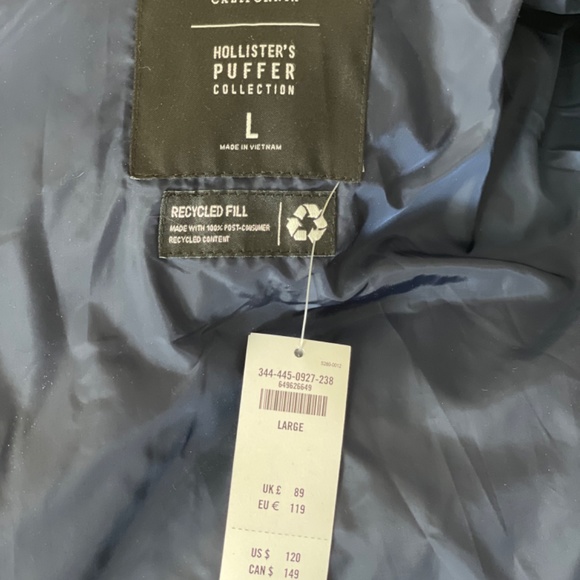 CALIFORNIA
HOLLISTER'S
PUFFER
COLLECTION
L
MADE IN VIETNAM
RECYCLED FILL
MADE WITH 100% POST-CONSUMER
RECYCLED CONTENT
344-445-0927-238
649626649
LARGE
UK £ 89
EU € 119
US $ 120
CAN $ 149